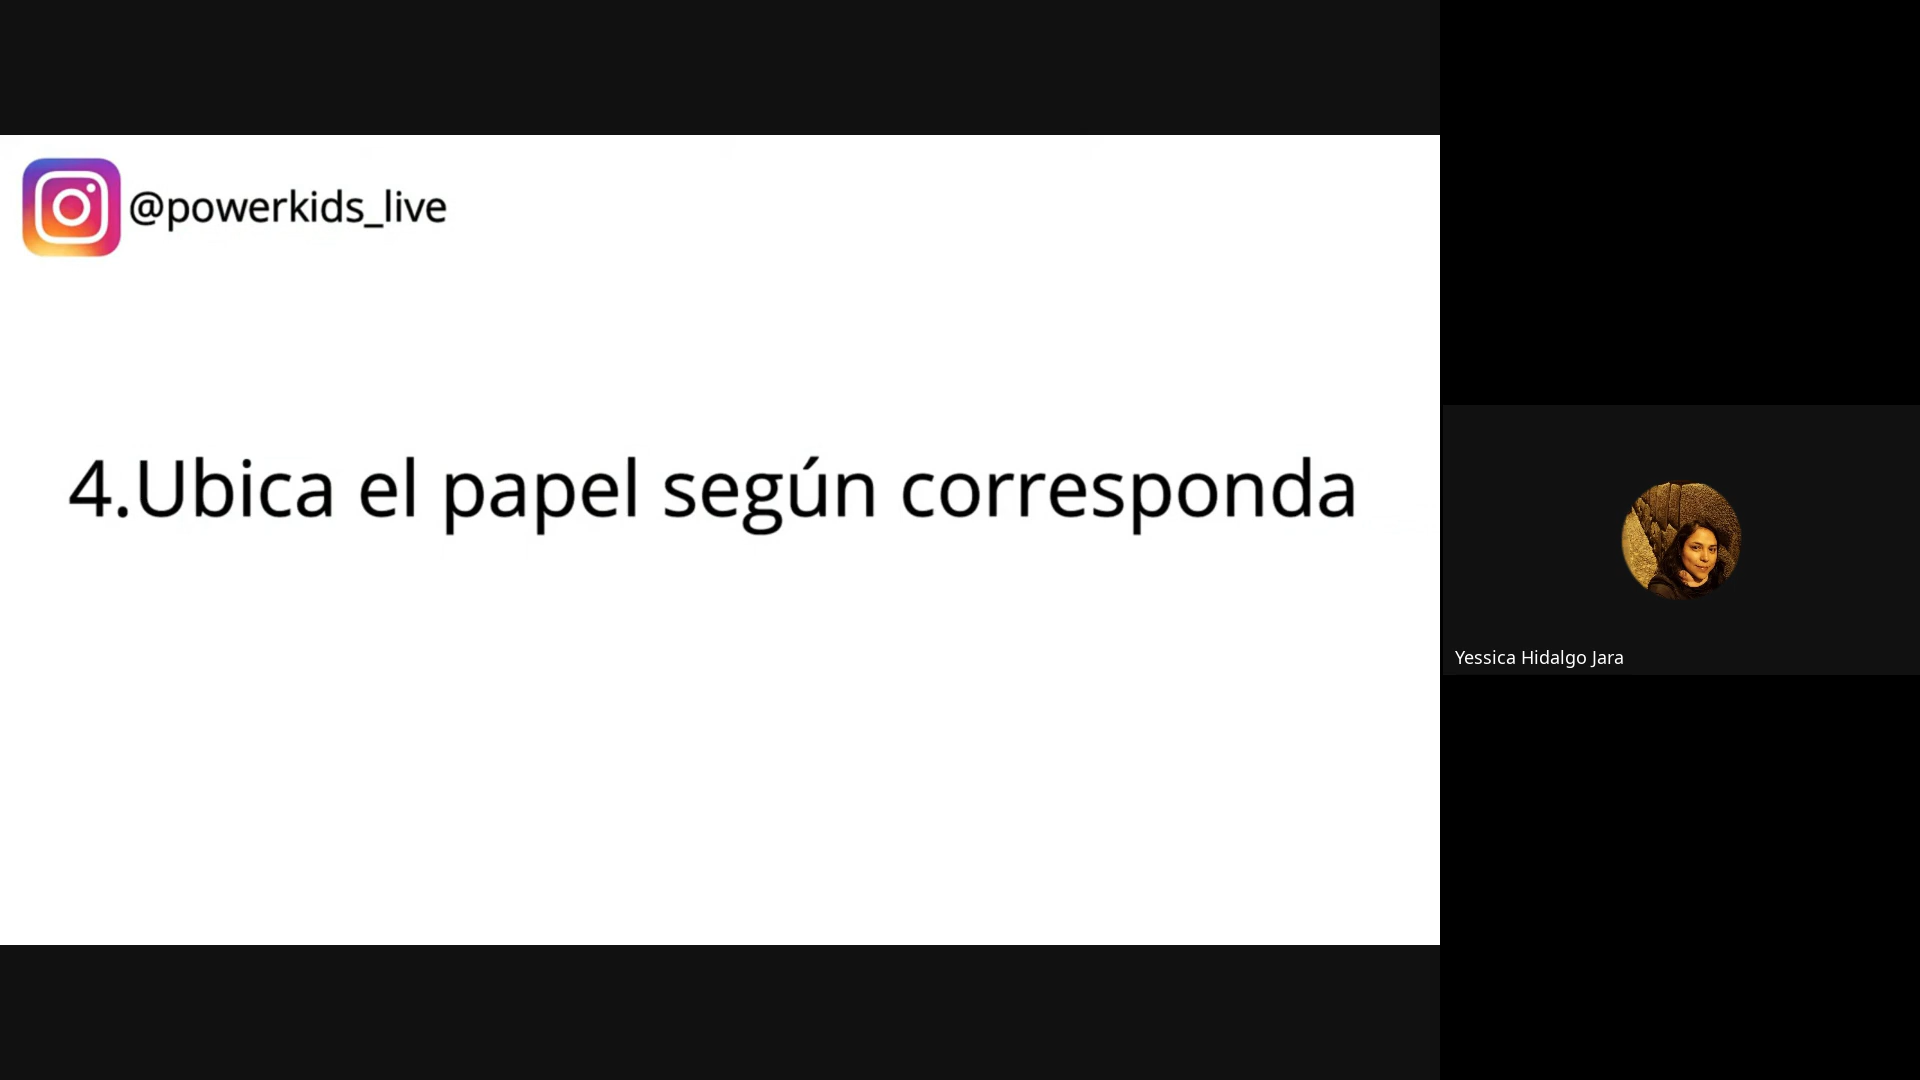 @powerkids_live
4.Ubica el papel según corresponda
Yessica Hidalgo Jara